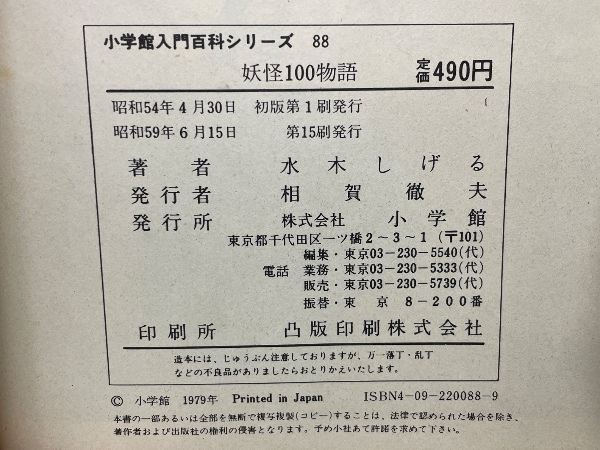 小学館入門百科シリーズ 88
妖怪100物語 定価490円
昭和54年4月30日 初版第1刷発行
昭和59年6月15日 第15刷発行
著者 水木しげる
発行者 相賀徹夫
発行所 株式会社 小学館
東京都千代田区一ツ橋2-3-1(〒101)
編集・東京03-230-5540(代)
電話 業務・東京03-230-5333(代)
販売・東京03-230-5739(代)
振替・東京 8-200番
印刷所 凸版印刷株式会社
造本には、じゅうぶん注意しておりますが、万一落丁・乱丁
などの不良品がありましたらおとりかえいたします。
© 小学館 1979年 Printed in Japan ISBN4-09-220088-9
本書の一部あるいは全部を無断で複写複製(コピー)することは、法律で認められた場合を除き、
著作者および出版社の権利の侵害となります。予め小社あて許諾を求めて下さい。